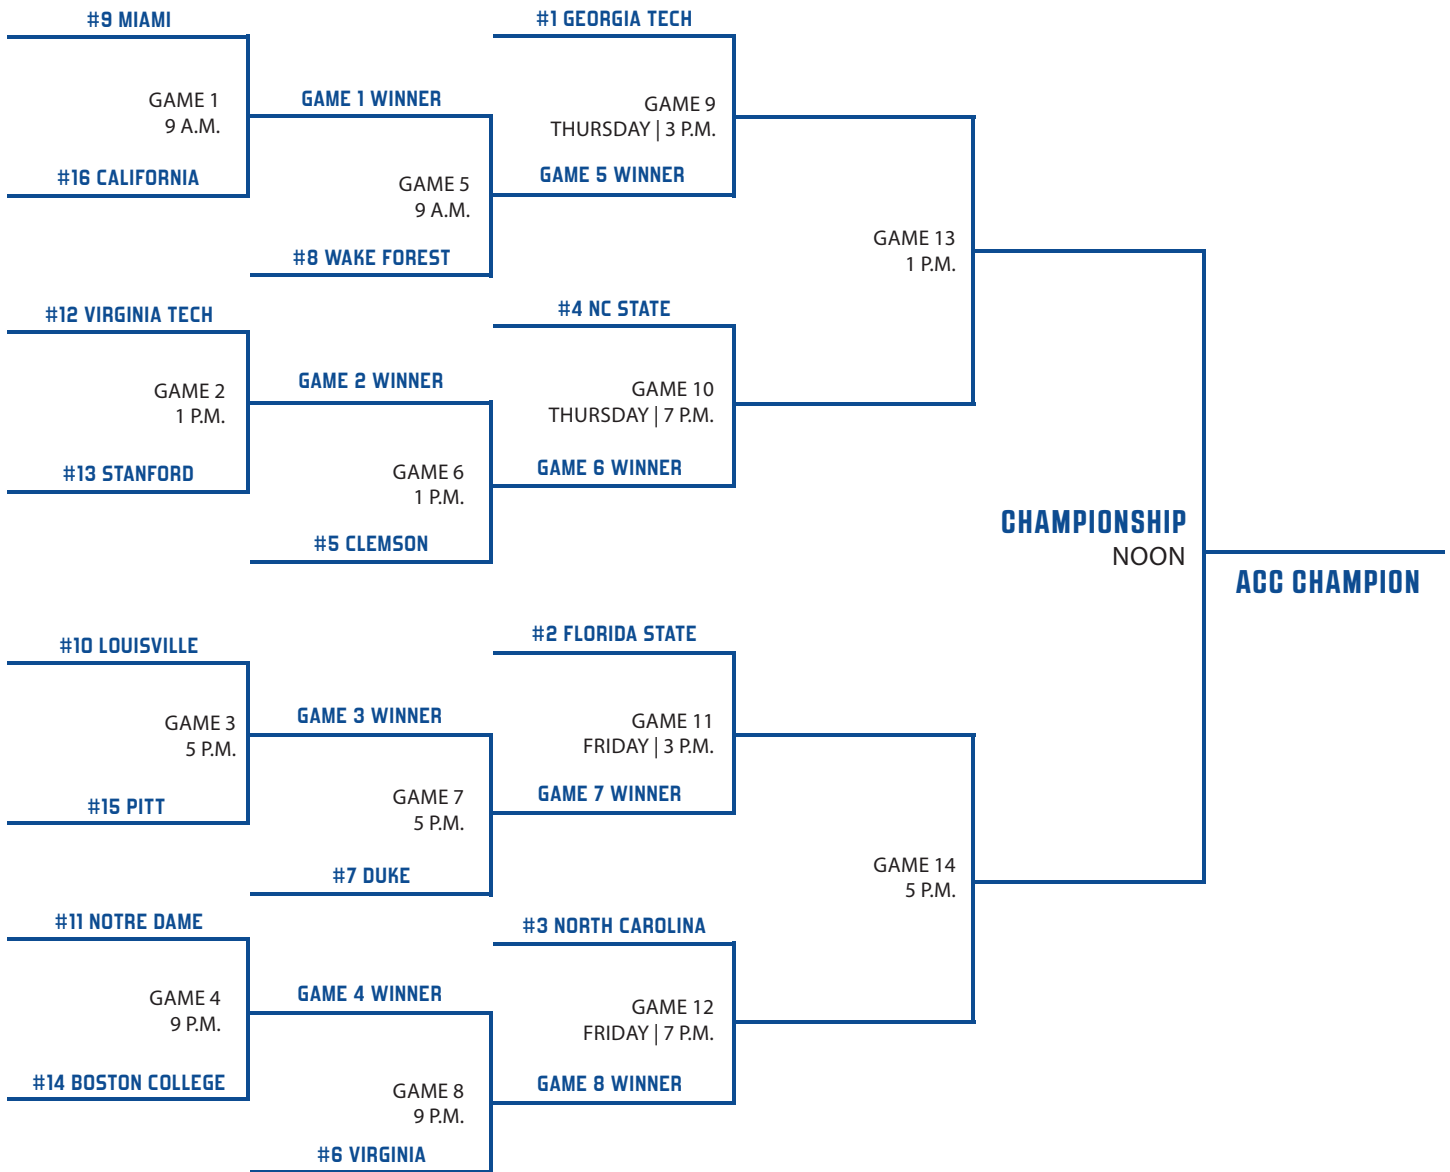 #9 MIAMI
GAME 1
9 A.M.
#16 CALIFORNIA
GAME 1 WINNER
GAME 5
9 A.M.
#8 WAKE FOREST
#1 GEORGIA TECH
GAME 9
THURSDAY | 3 P.M.
GAME 5 WINNER
#12 VIRGINIA TECH
GAME 2
1 P.M.
#13 STANFORD
GAME 2 WINNER
GAME 6
1 P.M.
#5 CLEMSON
#4 NC STATE
GAME 10
THURSDAY | 7 P.M.
GAME 6 WINNER
GAME 13
1 P.M.
#10 LOUISVILLE
GAME 3
5 P.M.
#15 PITT
GAME 3 WINNER
GAME 7
5 P.M.
#7 DUKE
#2 FLORIDA STATE
GAME 11
FRIDAY | 3 P.M.
GAME 7 WINNER
#11 NOTRE DAME
GAME 4
9 P.M.
#14 BOSTON COLLEGE
GAME 4 WINNER
GAME 8
9 P.M.
#6 VIRGINIA
#3 NORTH CAROLINA
GAME 12
FRIDAY | 7 P.M.
GAME 8 WINNER
GAME 14
5 P.M.
CHAMPIONSHIP
NOON
ACC CHAMPION